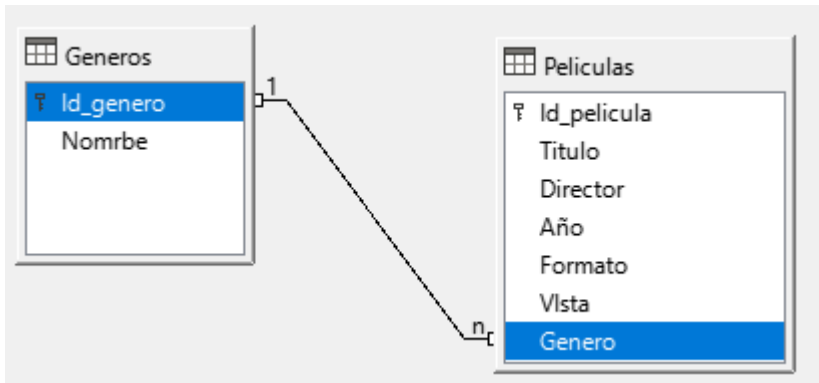 Generos
Id_genero
Nomrbe
1
n
Peliculas
Id_pelicula
Titulo
Director
Año
Formato
VIsta
Genero